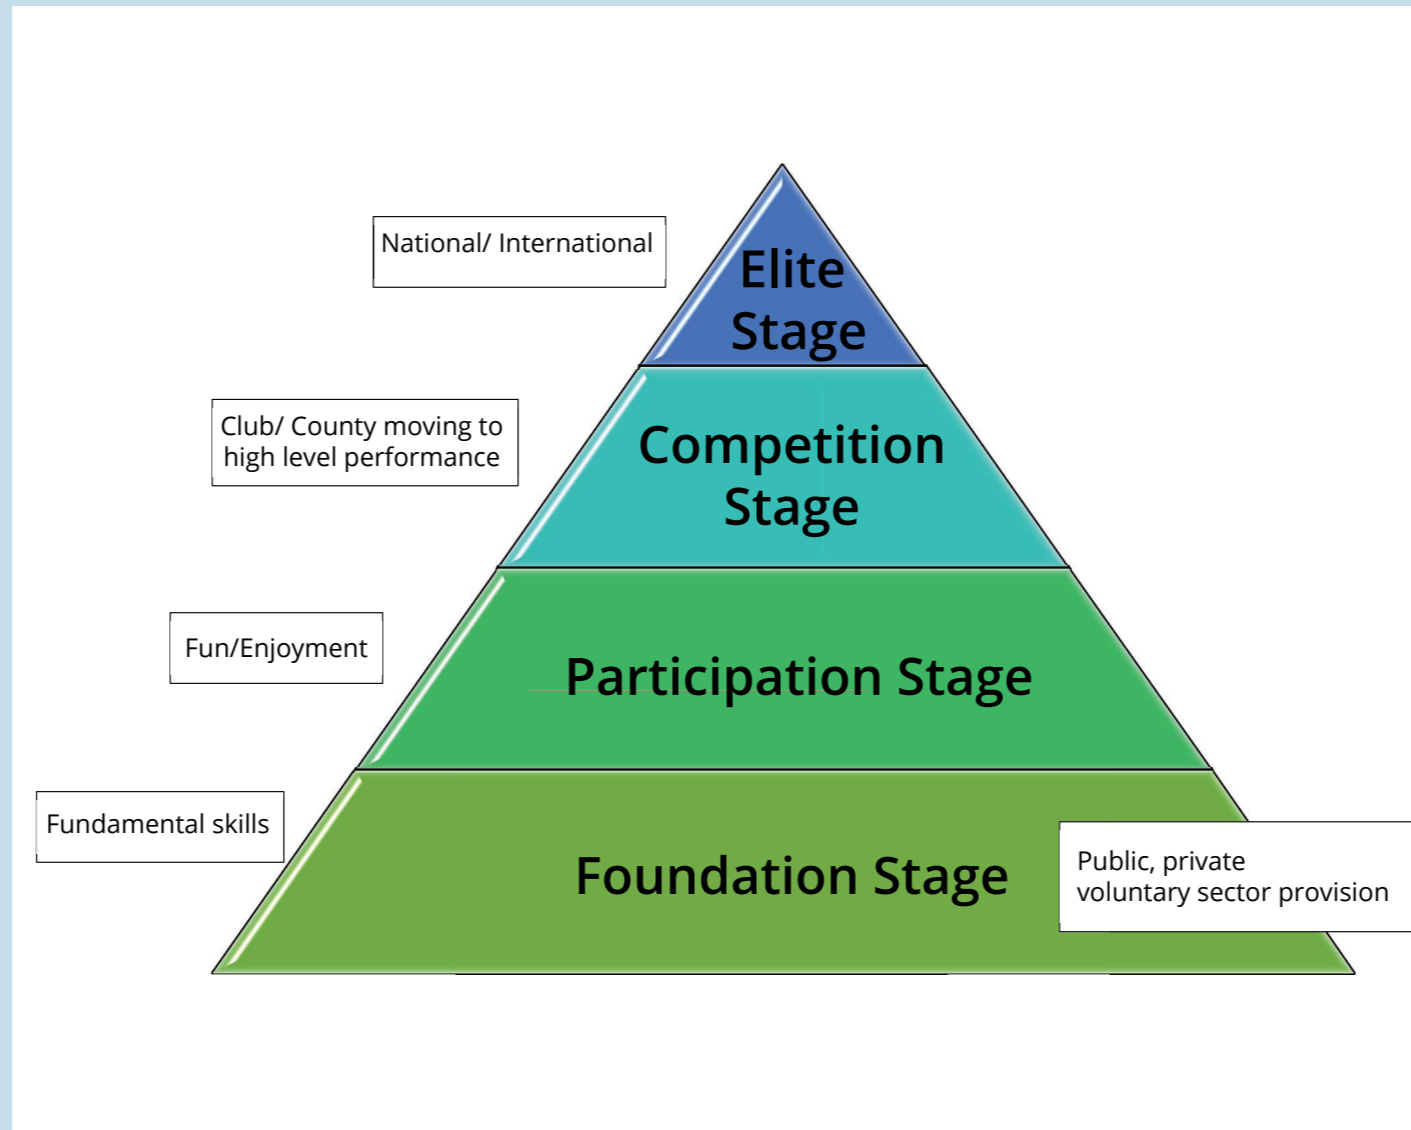 National/ International
Elite
Stage
Club/ County moving to
high level performance
Competition
Stage
Fun/Enjoyment
Participation Stage
Fundamental skills
Foundation Stage
Public, private
voluntary sector provision